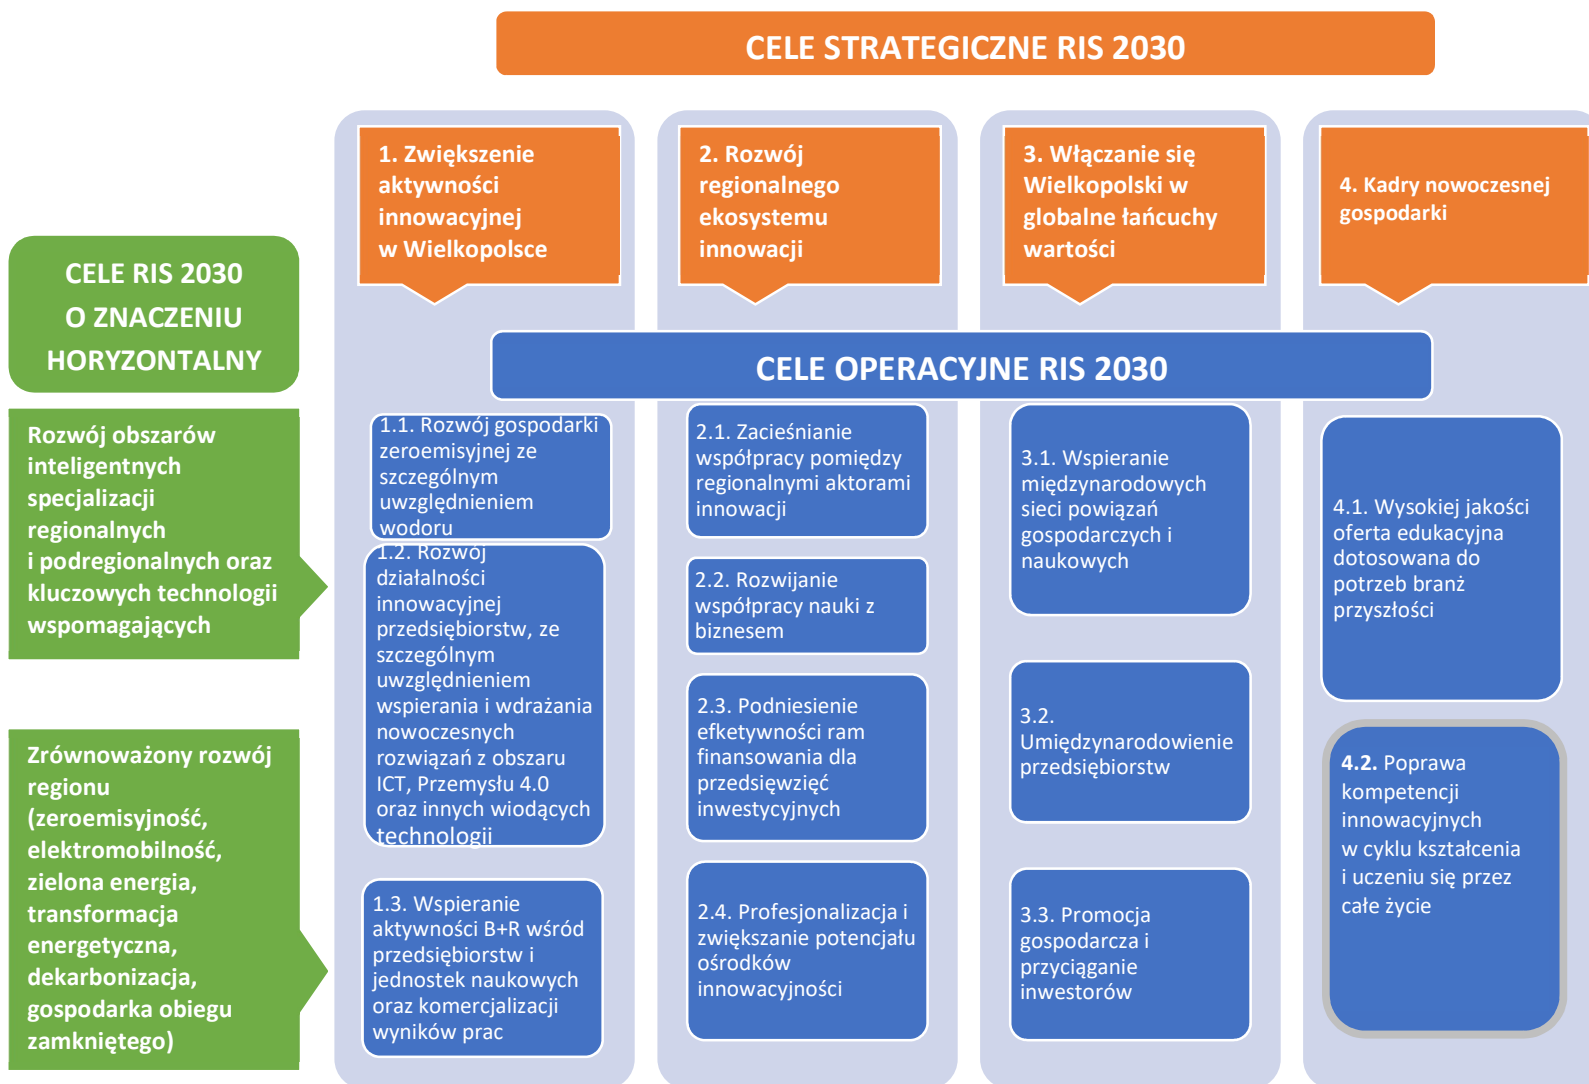 CELE STRATEGICZNE RIS 2030
1. Zwiększenie
aktywności
innowacyjnej
w Wielkopolsce
2. Rozwój
regionalnego
ekosystemu
innowacji
3. Włączanie się
Wielkopolski w
globalne łańcuchy
wartości
4. Kadry nowoczesnej
gospodarki
CELE RIS 2030
O ZNACZENIU
HORYZONTALNY
CELE OPERACYJNE RIS 2030
Rozwój obszarów
inteligentnych
specjalizacji
regionalnych
i podregionalnych oraz
kluczowych technologii
wspomagających
Zrównoważony rozwój
regionu
(zeroemisyjność,
elektromobilność,
zielona energia,
transformacja
energetyczna,
dekarbonizacja,
gospodarka obiegu
zamkniętego)
1.1. Rozwój gospodarki
zeroemisyjnej ze
szczególnym
uwzględnieniem
wodoru
1.2. Rozwój
działalności
innowacyjnej
przedsiębiorstw, ze
szczególnym
uwzględnieniem
wspierania i wdrażania
nowoczesnych
rozwiązań z obszaru
ICT, Przemysłu 4.0
oraz innych wiodących
technologii
1.3. Wspieranie
aktywności B+R wśród
przedsiębiorstw i
jednostek naukowych
oraz komercjalizacji
wyników prac
2.1. Zacieśnianie
współpracy pomiędzy
regionalnymi aktorami
innowacji
2.2. Rozwijanie
współpracy nauki z
biznesem
2.3. Podniesienie
efketywności ram
finansowania dla
przedsięwzięć
inwestycyjnych
2.4. Profesjonalizacja i
zwiększanie potencjału
ośrodków
innowacyjności
3.1. Wspieranie
międzynarodowych
sieci powiązań
gospodarczych i
naukowych
3.2.
Umiędzynarodowienie
przedsiębiorstw
3.3. Promocja
gospodarcza i
przyciąganie
inwestorów
4.1. Wysokiej jakości
oferta edukacyjna
dotosowana do
potrzeb branż
przyszłości
4.2. Poprawa
kompetencji
innowacyjnych
w cyklu kształcenia
i uczeniu się przez
całe życie